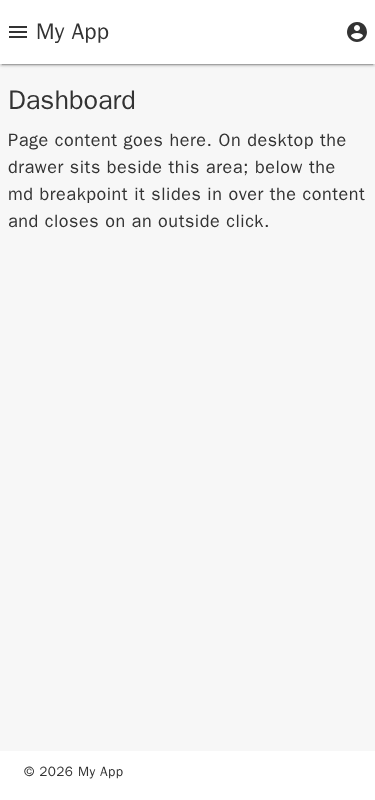 My App
Dashboard
Page content goes here. On desktop the
drawer sits beside this area; below the
md breakpoint it slides in over the content
and closes on an outside click.
© 2026 My App